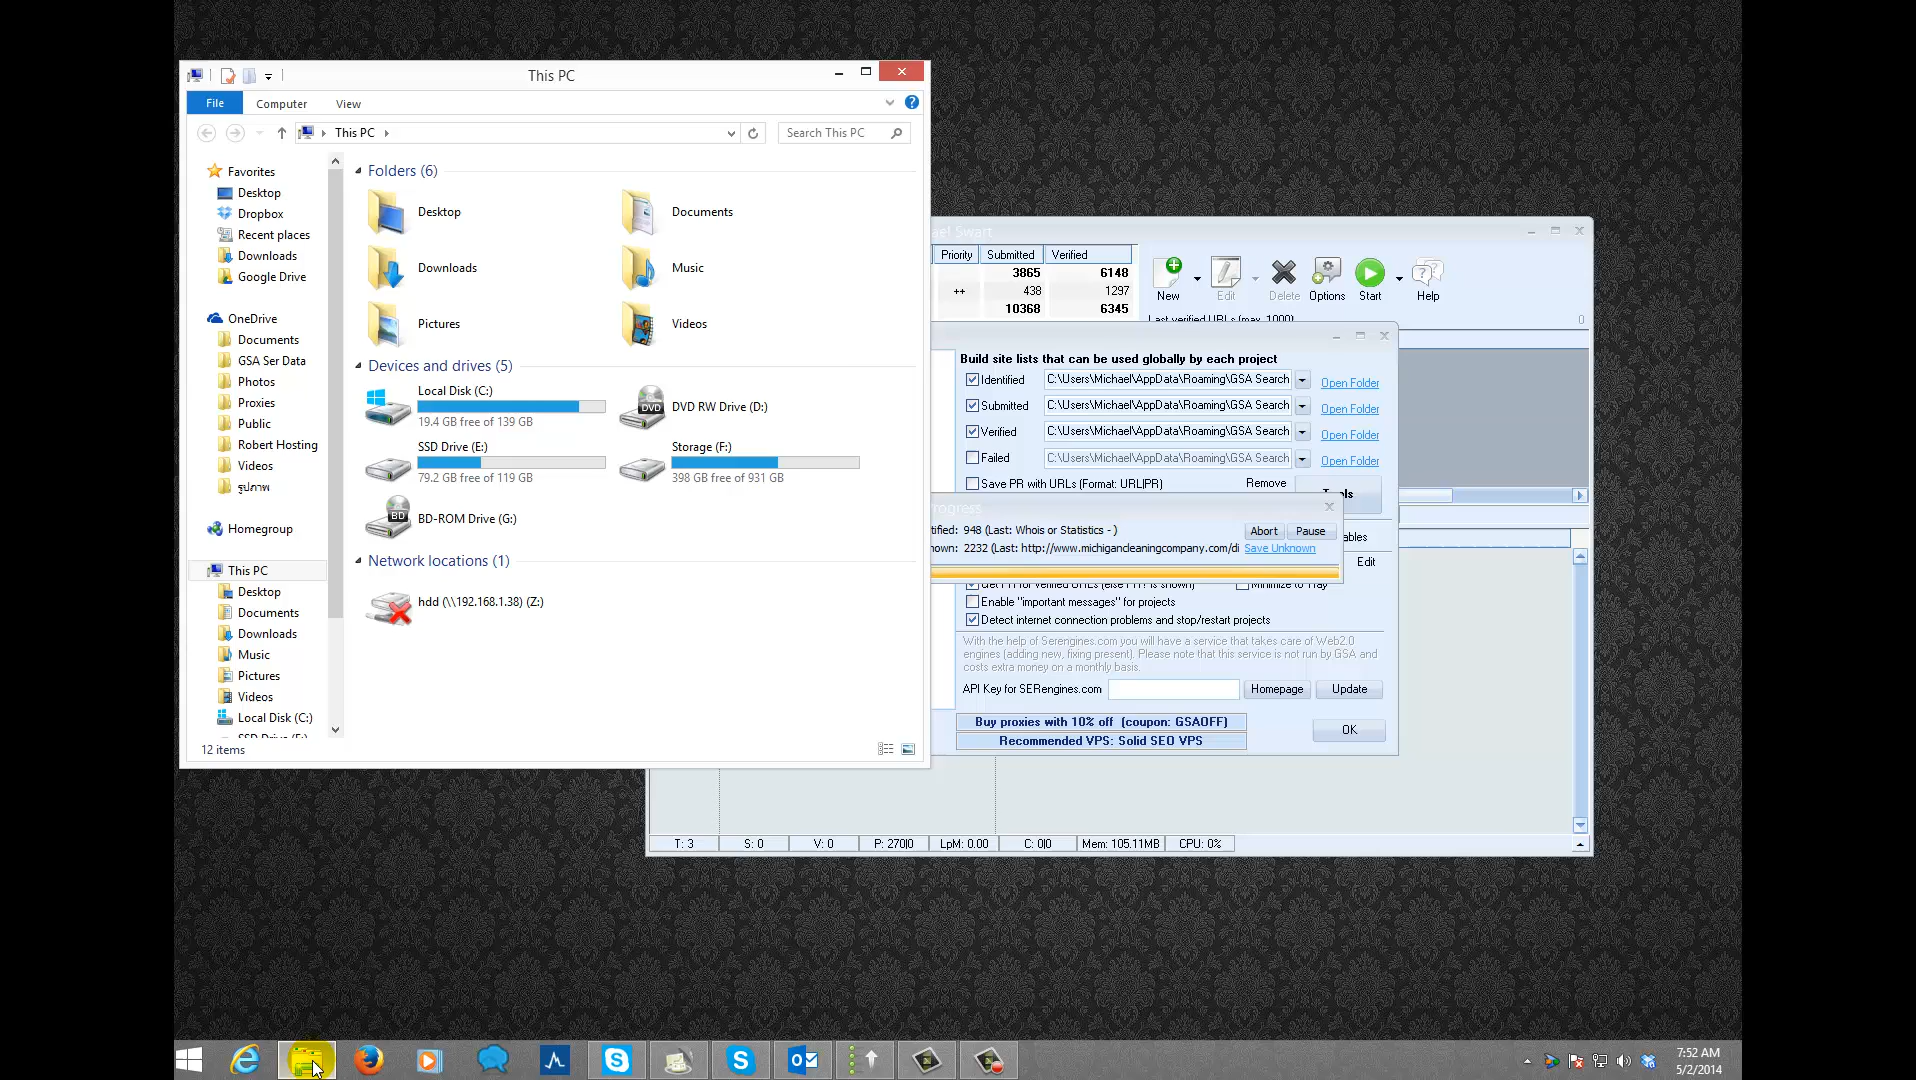 This PC
File
Computer
View
This PC
Search This PC
Favorites
Desktop
Dropbox
Recent places
Downloads
Google Drive
OneDrive
Documents
GSA Ser Data
Photos
Proxies
Public
Robert Hosting
Videos
รูปภาพ
Homegroup
This PC
Desktop
Documents
Downloads
Music
Pictures
Videos
Local Disk (C:)
12 items
Folders (6)
Desktop
Documents
Downloads
Music
Pictures
Videos
Devices and drives (5)
Local Disk (C:)
19.4 GB free of 139 GB
DVD RW Drive (D:)
SSD Drive (E:)
79.2 GB free of 119 GB
Storage (F:)
398 GB free of 931 GB
BD-ROM Drive (G:)
Network locations (1)
hdd (\\192.168.1.38) (Z:)
Swart
Priority Submitted Verified
3865 6148
++ 438 1297
10368 6345
New
Edit
Delete
Options
Start
Help
Last verified URLs (max. 1000)
0
Build site lists that can be used globally by each project
Identified C:\Users\Michael\AppData\Roaming\GSA Search Open Folder
Submitted C:\Users\Michael\AppData\Roaming\GSA Search Open Folder
Verified C:\Users\Michael\AppData\Roaming\GSA Search Open Folder
Failed C:\Users\Michael\AppData\Roaming\GSA Search Open Folder
Save PR with URLs (Format: URL|PR)
Remove
tified: 948 (Last: Whois or Statistics - )
Abort
Pause
nown: 2232 (Last: http://www.michigancleaningcompany.com/di
Save Unknown
ables
Edit
Enable "important messages" for projects
Detect internet connection problems and stop/restart projects
With the help of Serengines.com you will have a service that takes care of Web2.0
engines (adding new, fixing present). Please note that this service is not run by GSA and
costs extra money on a monthly basis.
API Key for SERengines.com
Homepage
Update
Buy proxies with 10% off (coupon: GSAOFF)
Recommended VPS: Solid SEO VPS
OK
T: 3
S: 0
V: 0
P: 270|0
LpM: 0.00
C: 0|0
Mem: 105.11MB
CPU: 0%
7:52 AM
5/2/2014